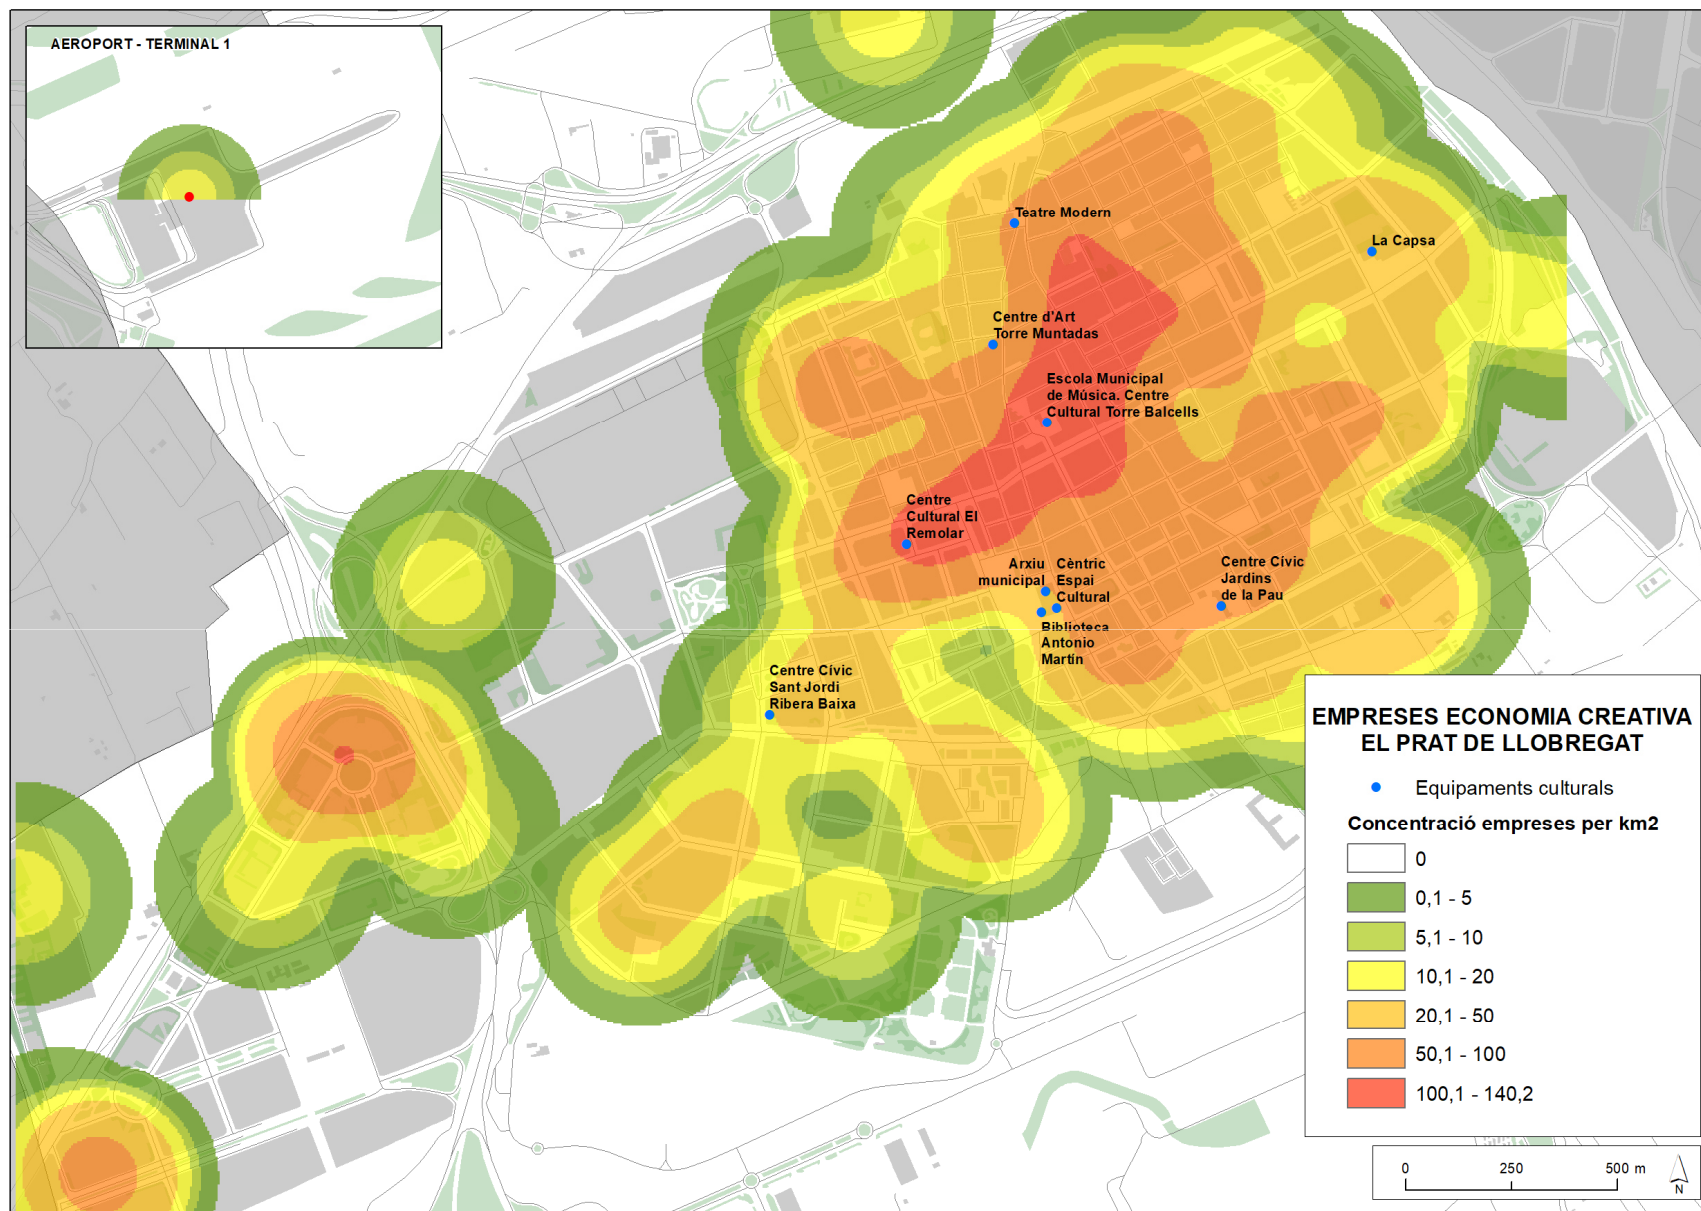 AEROPORT - TERMINAL 1
Teatre Modern
La Capsa
Centre d'Art
Torre Muntadas
Escola Municipal
de Música. Centre
Cultural Torre Balcells
Centre
Cultural El
Remolar
Arxiu
municipal
Cèntric
Espai
Cultural
Biblioteca
Antonio
Martín
Centre Cívic
Jardins
de la Pau
Centre Cívic
Sant Jordi
Ribera Baixa
EMPRESES ECONOMIA CREATIVA
EL PRAT DE LLOBREGAT
Equipaments culturals
Concentració empreses per km2
0
0,1 - 5
5,1 - 10
10,1 - 20
20,1 - 50
50,1 - 100
100,1 - 140,2
0 250 500 m
N